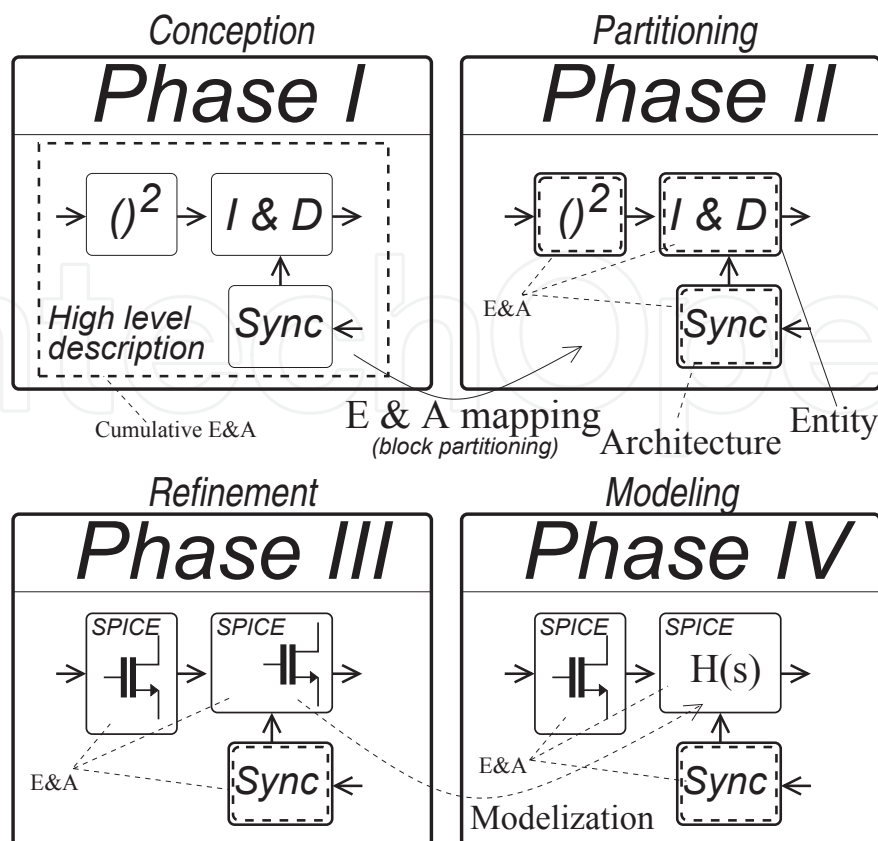 Conception
Partitioning
Phase I
Phase II
()²
I & D
Sync
High level
description
Cumulative E&A
E & A mapping
(block partitioning)
()²
I & D
Sync
E&A
Architecture
Entity
Refinement
Modeling
Phase III
Phase IV
SPICE
SPICE
E&A
Sync
SPICE
SPICE
H(s)
E&A
Sync
Modelization